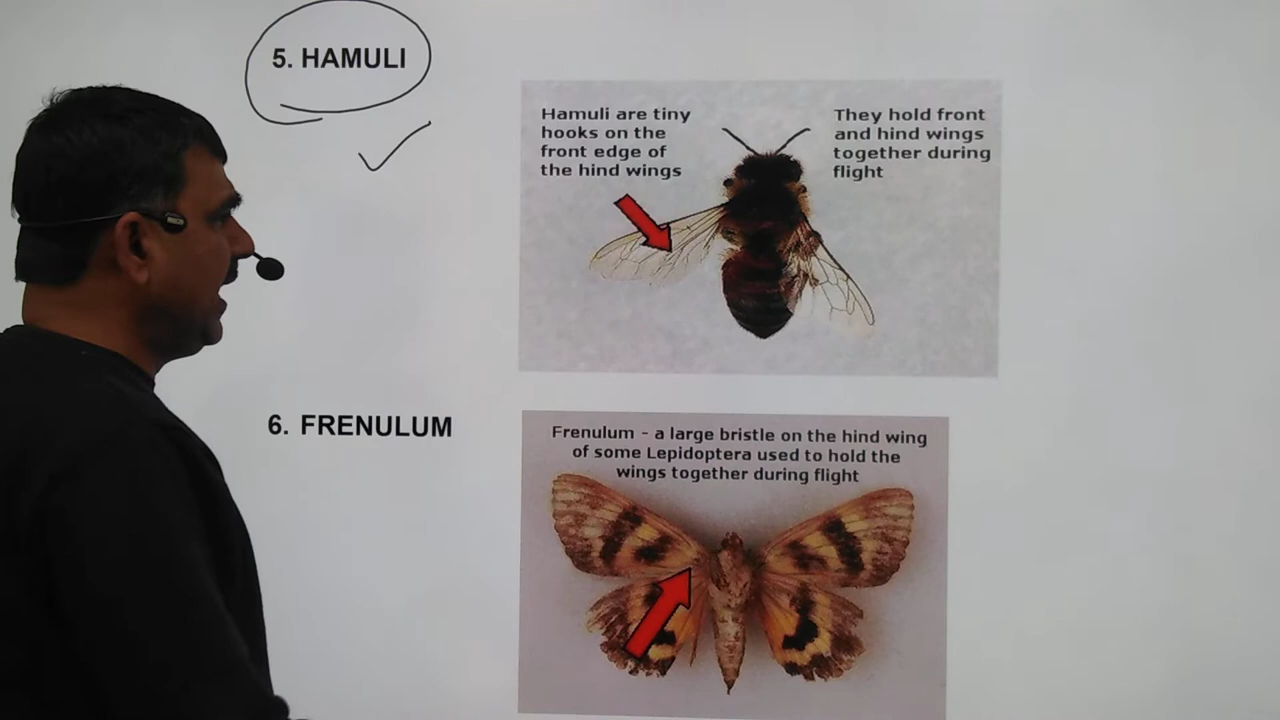 5. HAMULI
Hamuli are tiny
hooks on the
front edge of
the hind wings
They hold front
and hind wings
together during
flight
6. FRENULUM
Frenulum - a large bristle on the hind wing
of some Lepidoptera used to hold the
wings together during flight